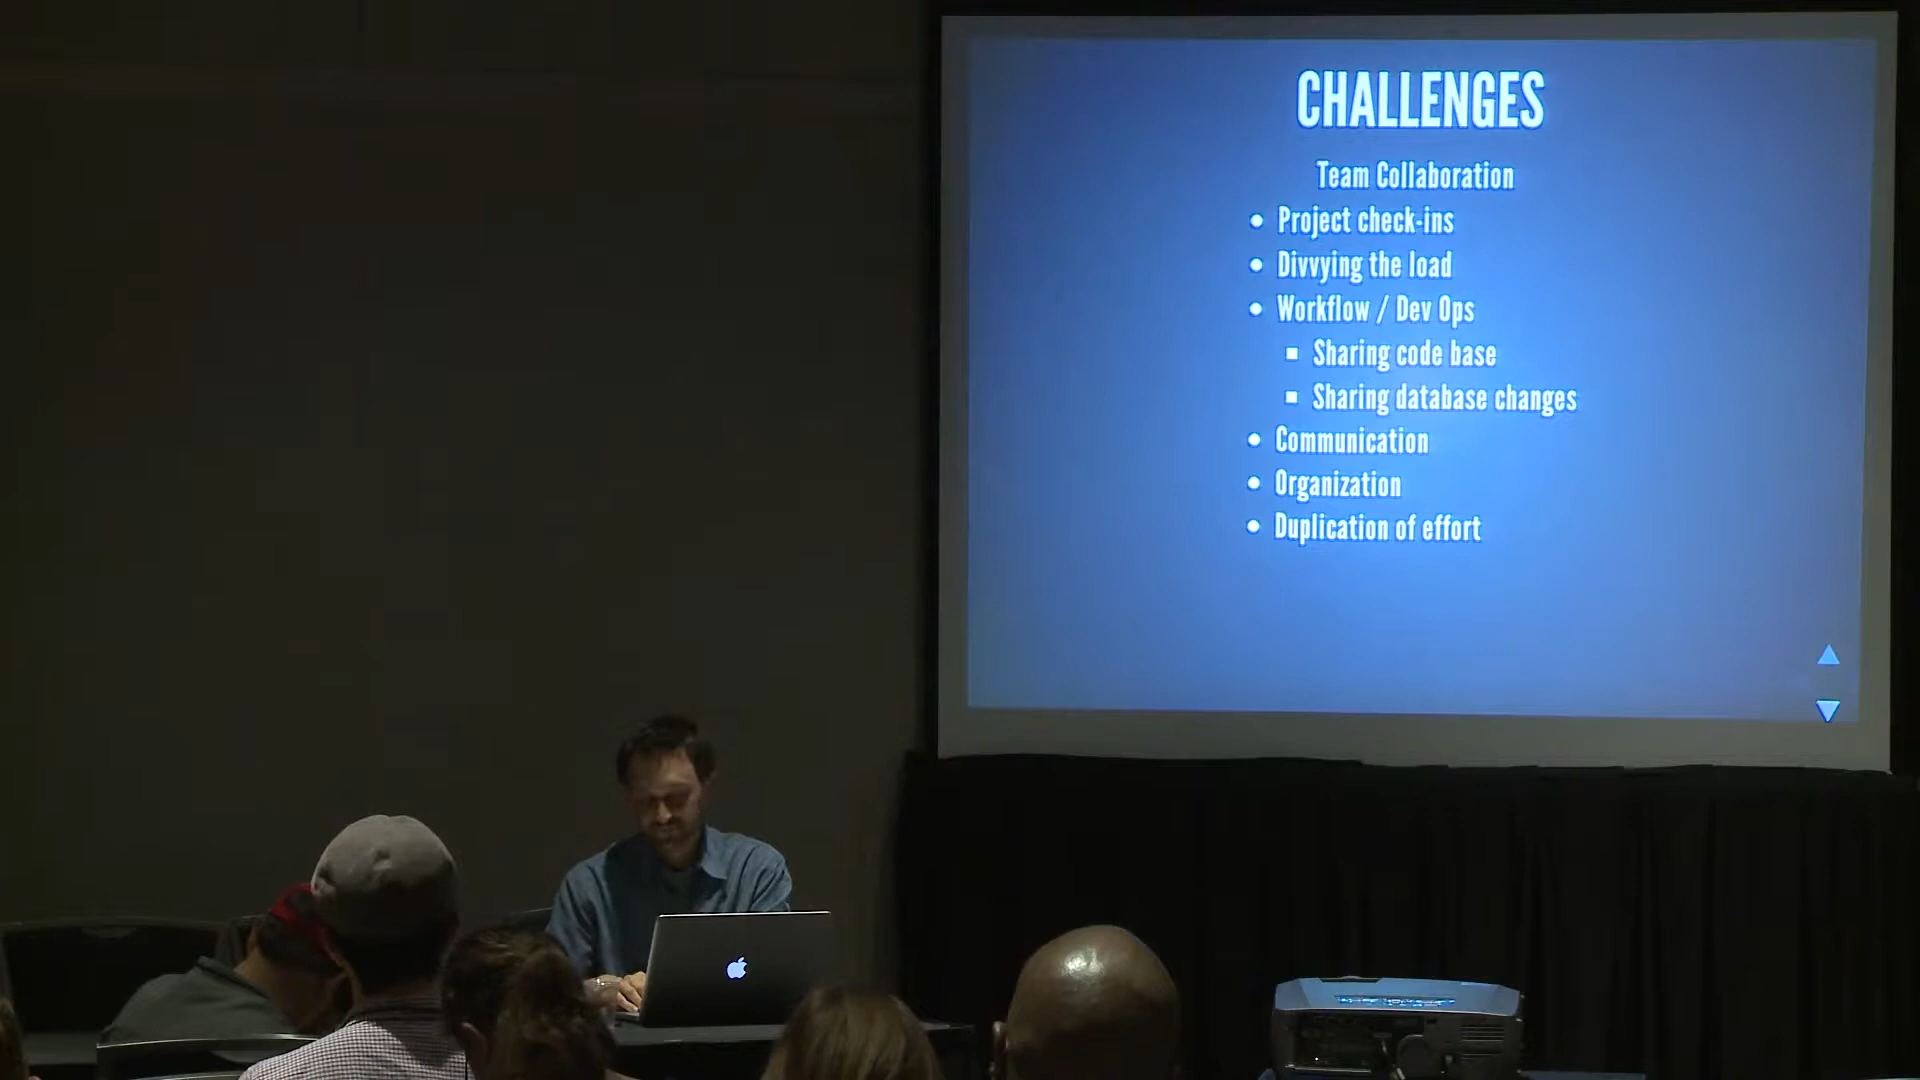 CHALLENGES
Team Collaboration
Project check-ins
Divvying the load
Workflow / Dev Ops
Sharing code base
Sharing database changes
Communication
Organization
Duplication of effort